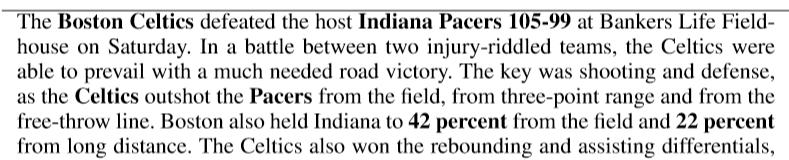 The Boston Celtics defeated the host Indiana Pacers 105-99 at Bankers Life Field-
house on Saturday. In a battle between two injury-riddled teams, the Celtics were
able to prevail with a much needed road victory. The key was shooting and defense,
as the Celtics outshot the Pacers from the field, from three-point range and from the
free-throw line. Boston also held Indiana to 42 percent from the field and 22 percent
from long distance. The Celtics also won the rebounding and assisting differentials,